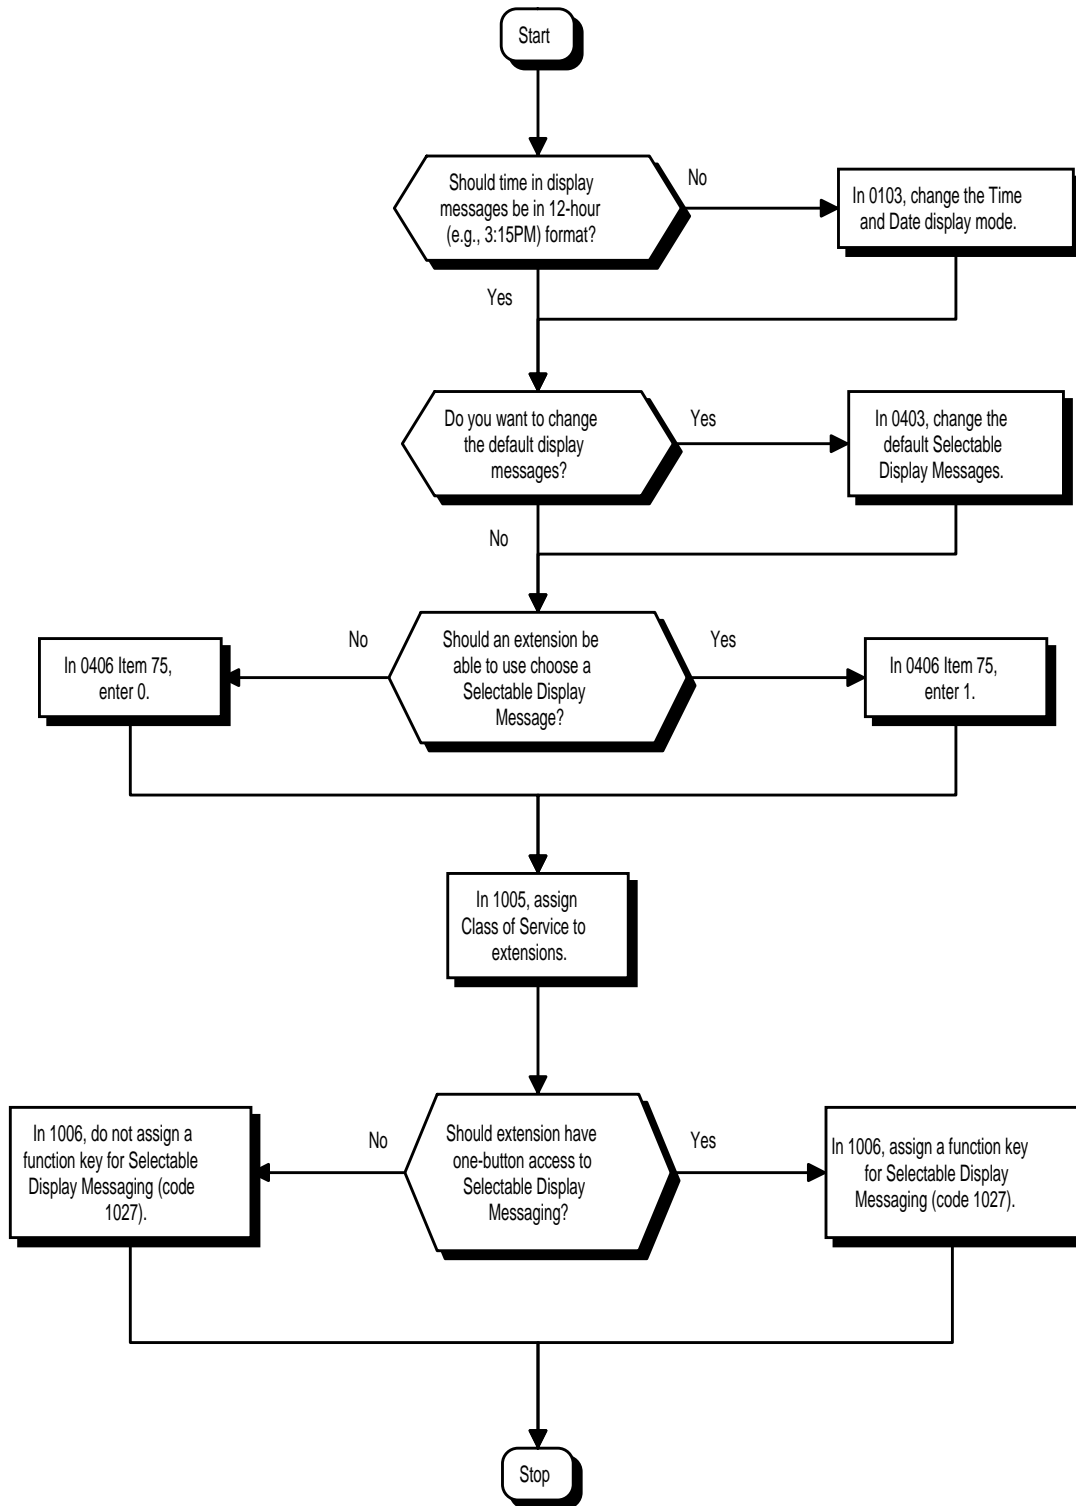 Start
Should time in display
messages be in 12-hour
(e.g., 3:15PM) format?
No
In 0103, change the Time
and Date display mode.
Yes
Do you want to change
the default display
messages?
Yes
In 0403, change the
default Selectable
Display Messages.
No
In 0406 Item 75,
enter 0.
No
Should an extension be
able to use choose a
Selectable Display
Message?
Yes
In 0406 Item 75,
enter 1.
In 1005, assign
Class of Service to
extensions.
In 1006, do not assign a
function key for Selectable
Display Messaging (code
1027).
No
Should extension have
one-button access to
Selectable Display
Messaging?
Yes
In 1006, assign a function key
for Selectable Display
Messaging (code 1027).
Stop